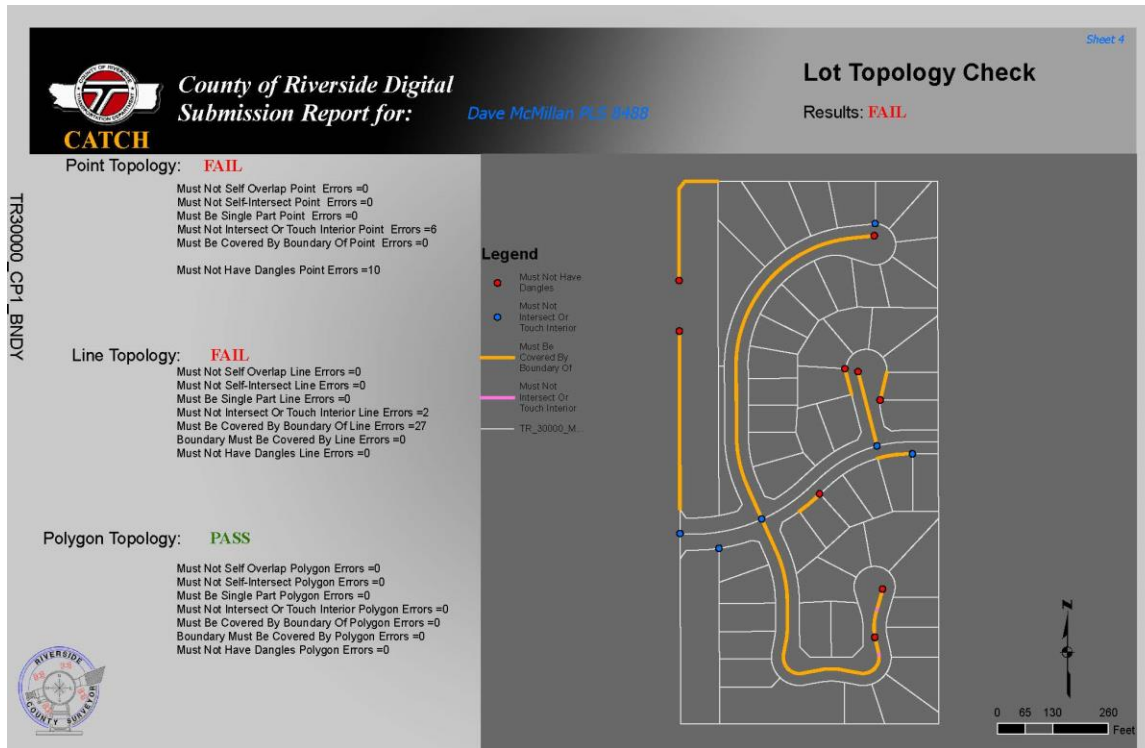 Sheet 4
County of Riverside Digital
Submission Report for:
Dave McMillan PLS 8488
Lot Topology Check
Results: FAIL
COUNTY OF RIVERSIDE
TRANSPORTATION DEPARTMENT
CATCH
TR30000_CP1_BNDY
Point Topology: FAIL
Must Not Self Overlap Point Errors =0
Must Not Self-Intersect Point Errors =0
Must Be Single Part Point Errors =0
Must Not Intersect Or Touch Interior Point Errors =6
Must Be Covered By Boundary Of Point Errors =0
Must Not Have Dangles Point Errors =10
Line Topology: FAIL
Must Not Self Overlap Line Errors =0
Must Not Self-Intersect Line Errors =0
Must Be Single Part Line Errors =0
Must Not Intersect Or Touch Interior Line Errors =2
Must Be Covered By Boundary Of Line Errors =27
Boundary Must Be Covered By Line Errors =0
Must Not Have Dangles Line Errors =0
Polygon Topology: PASS
Must Not Self Overlap Polygon Errors =0
Must Not Self-Intersect Polygon Errors =0
Must Be Single Part Polygon Errors =0
Must Not Intersect Or Touch Interior Polygon Errors =0
Must Be Covered By Boundary Of Polygon Errors =0
Boundary Must Be Covered By Polygon Errors =0
Must Not Have Dangles Polygon Errors =0
RIVERSIDE
COUNTY SURVEYOR
Legend
Must Not Have
Dangles
Must Not
Intersect Or
Touch Interior
Must Be
Covered By
Boundary Of
Must Not
Intersect Or
Touch Interior
TR_30000_M...
N
0 65 130 260
Feet